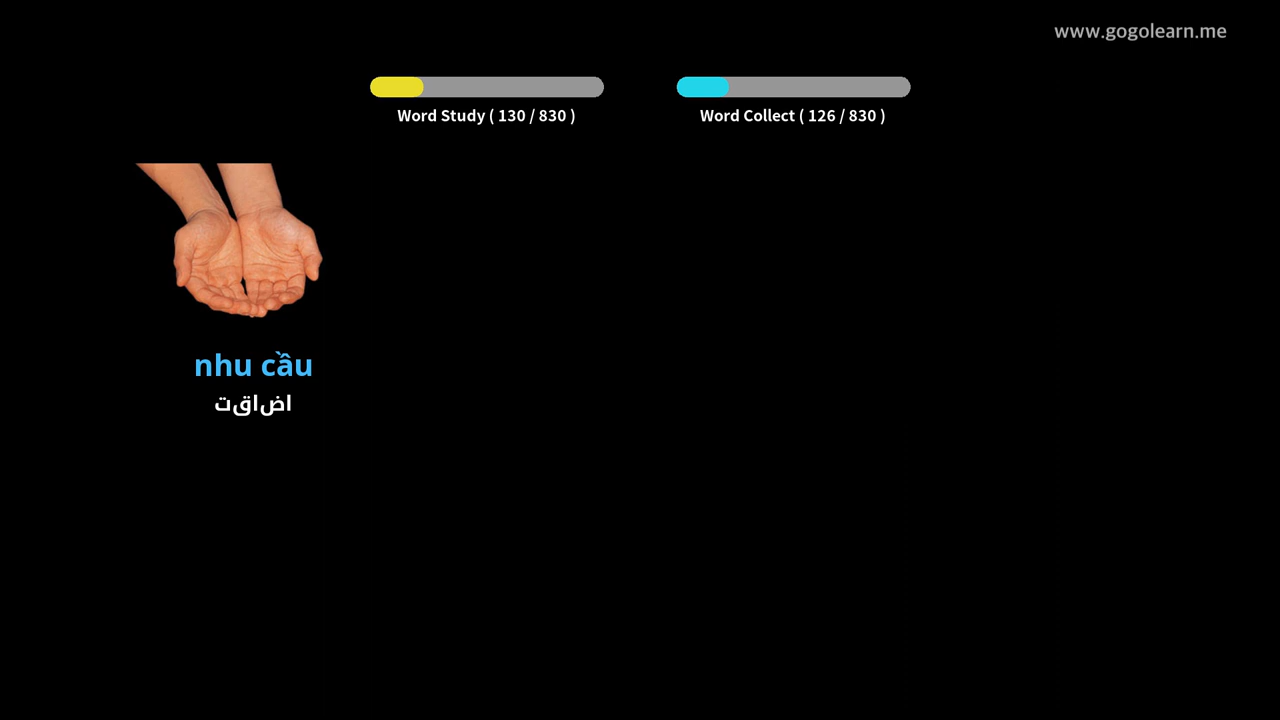 www.gogolearn.me
Word Study ( 130 / 830 )
Word Collect ( 126 / 830 )
nhu cầu
اضاقت